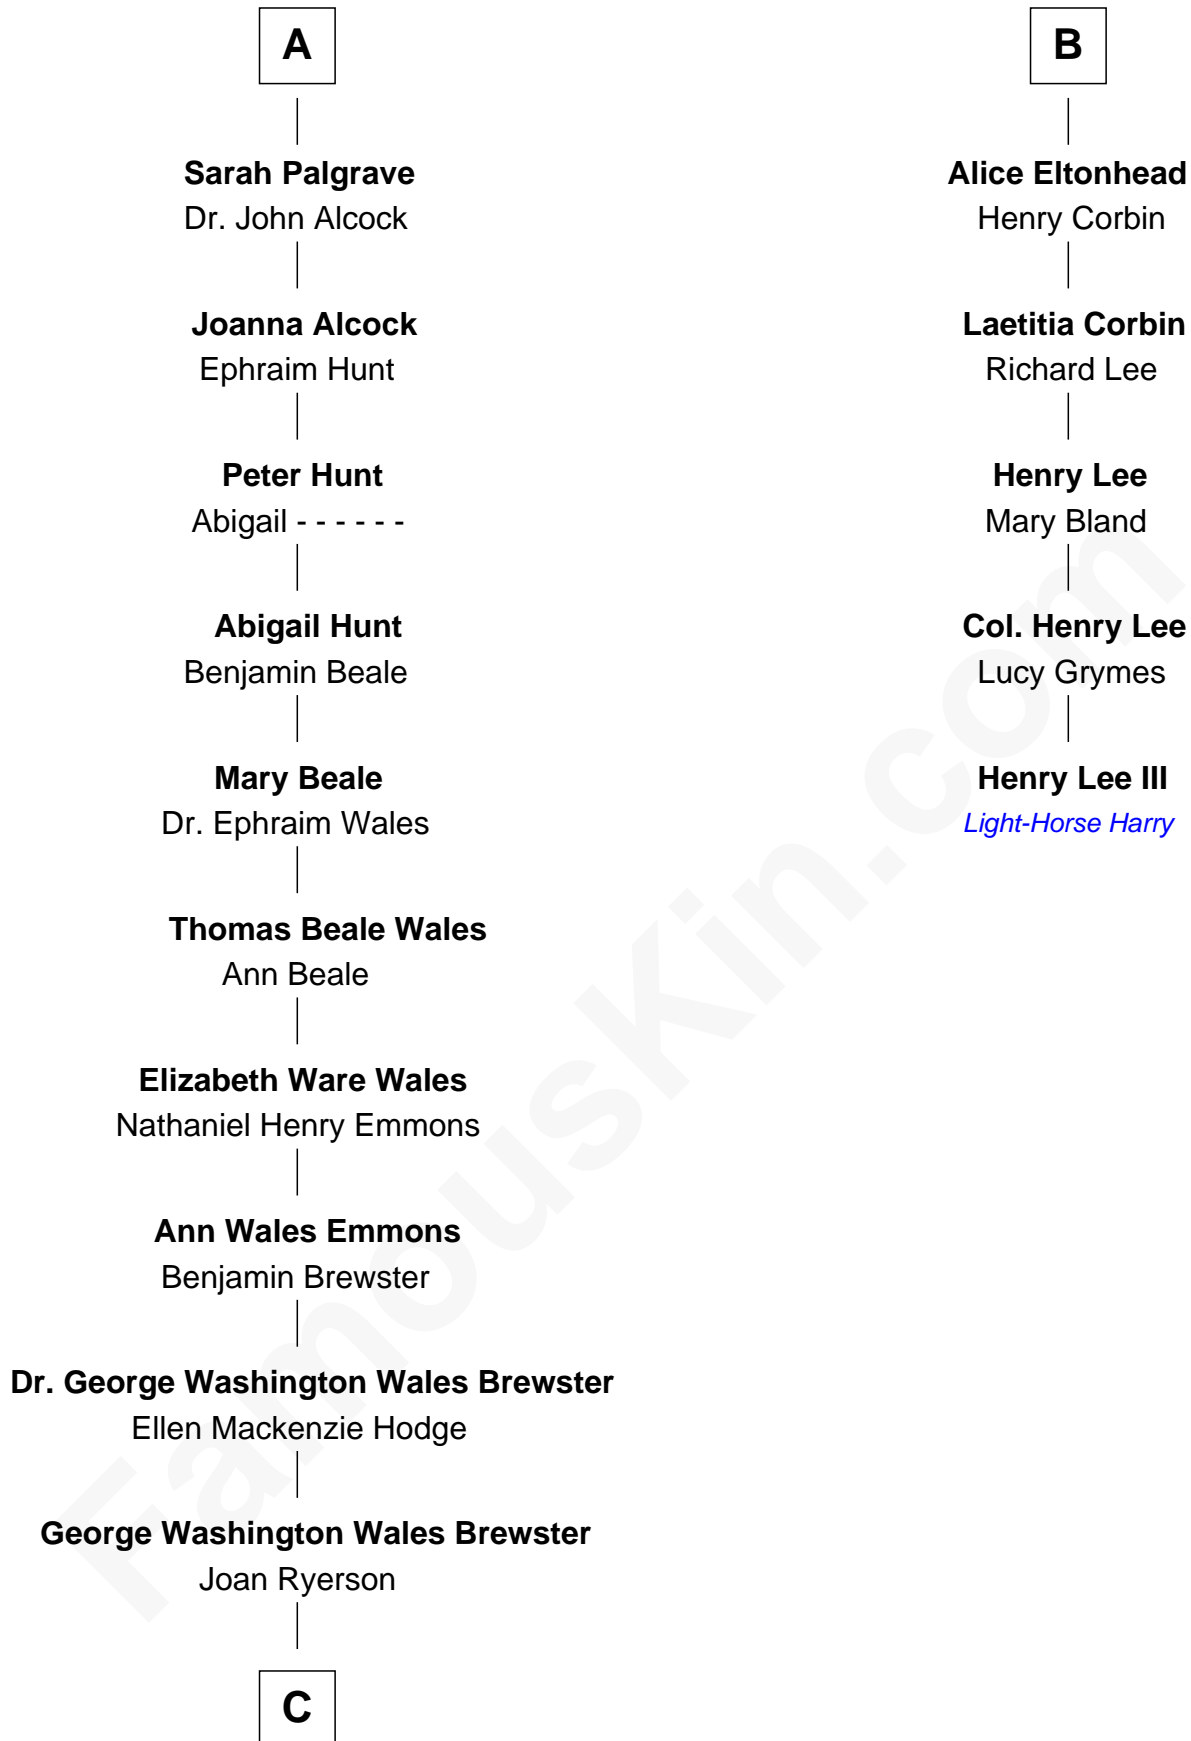 A
Sarah Palgrave
Dr. John Alcock
Joanna Alcock
Ephraim Hunt
Peter Hunt
Abigail - - - - - -
Abigail Hunt
Benjamin Beale
Mary Beale
Dr. Ephraim Wales
Thomas Beale Wales
Ann Beale
Elizabeth Ware Wales
Nathaniel Henry Emmons
Ann Wales Emmons
Benjamin Brewster
Dr. George Washington Wales Brewster
Ellen Mackenzie Hodge
George Washington Wales Brewster
Joan Ryerson
C
B
Alice Eltonhead
Henry Corbin
Laetitia Corbin
Richard Lee
Henry Lee
Mary Bland
Col. Henry Lee
Lucy Grymes
Henry Lee III
Light-Horse Harry
FamousKin.com